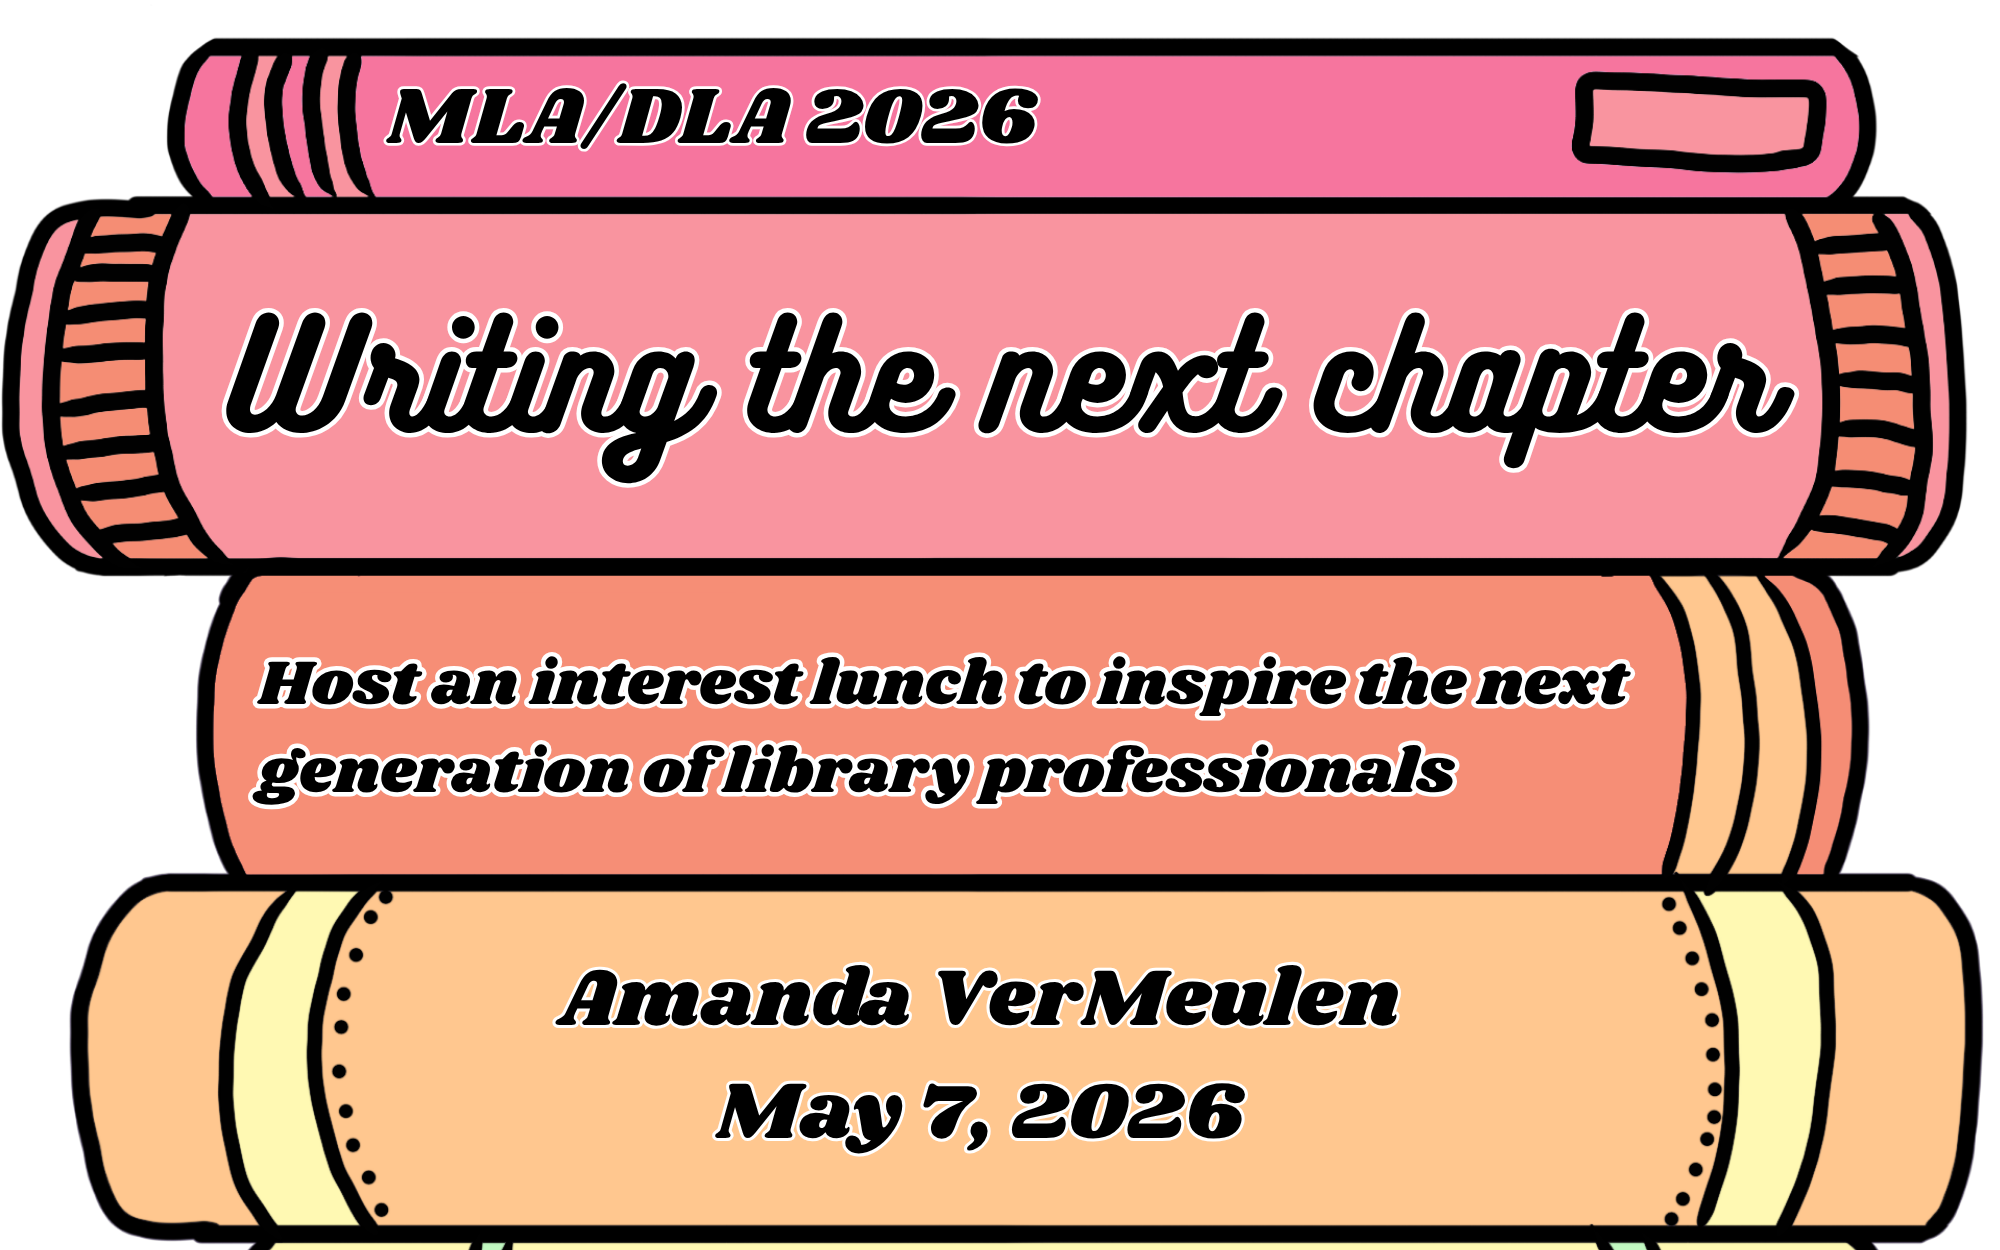 MLA/DLA 2026
Writing the next chapter
Host an interest lunch to inspire the next
generation of library professionals
Amanda VerMeulen
May 7, 2026